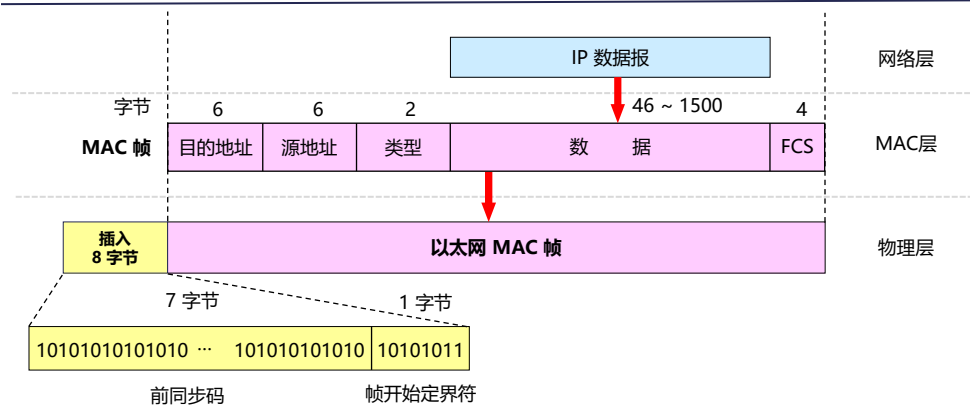 IP 数据报
网络层
字节
6
6
2
46 ~ 1500
4
MAC 帧
目的地址
源地址
类型
数 据
FCS
MAC层
插入
8 字节
以太网 MAC 帧
物理层
7 字节
1 字节
10101010101010 ··· 101010101010
10101011
前同步码
帧开始定界符